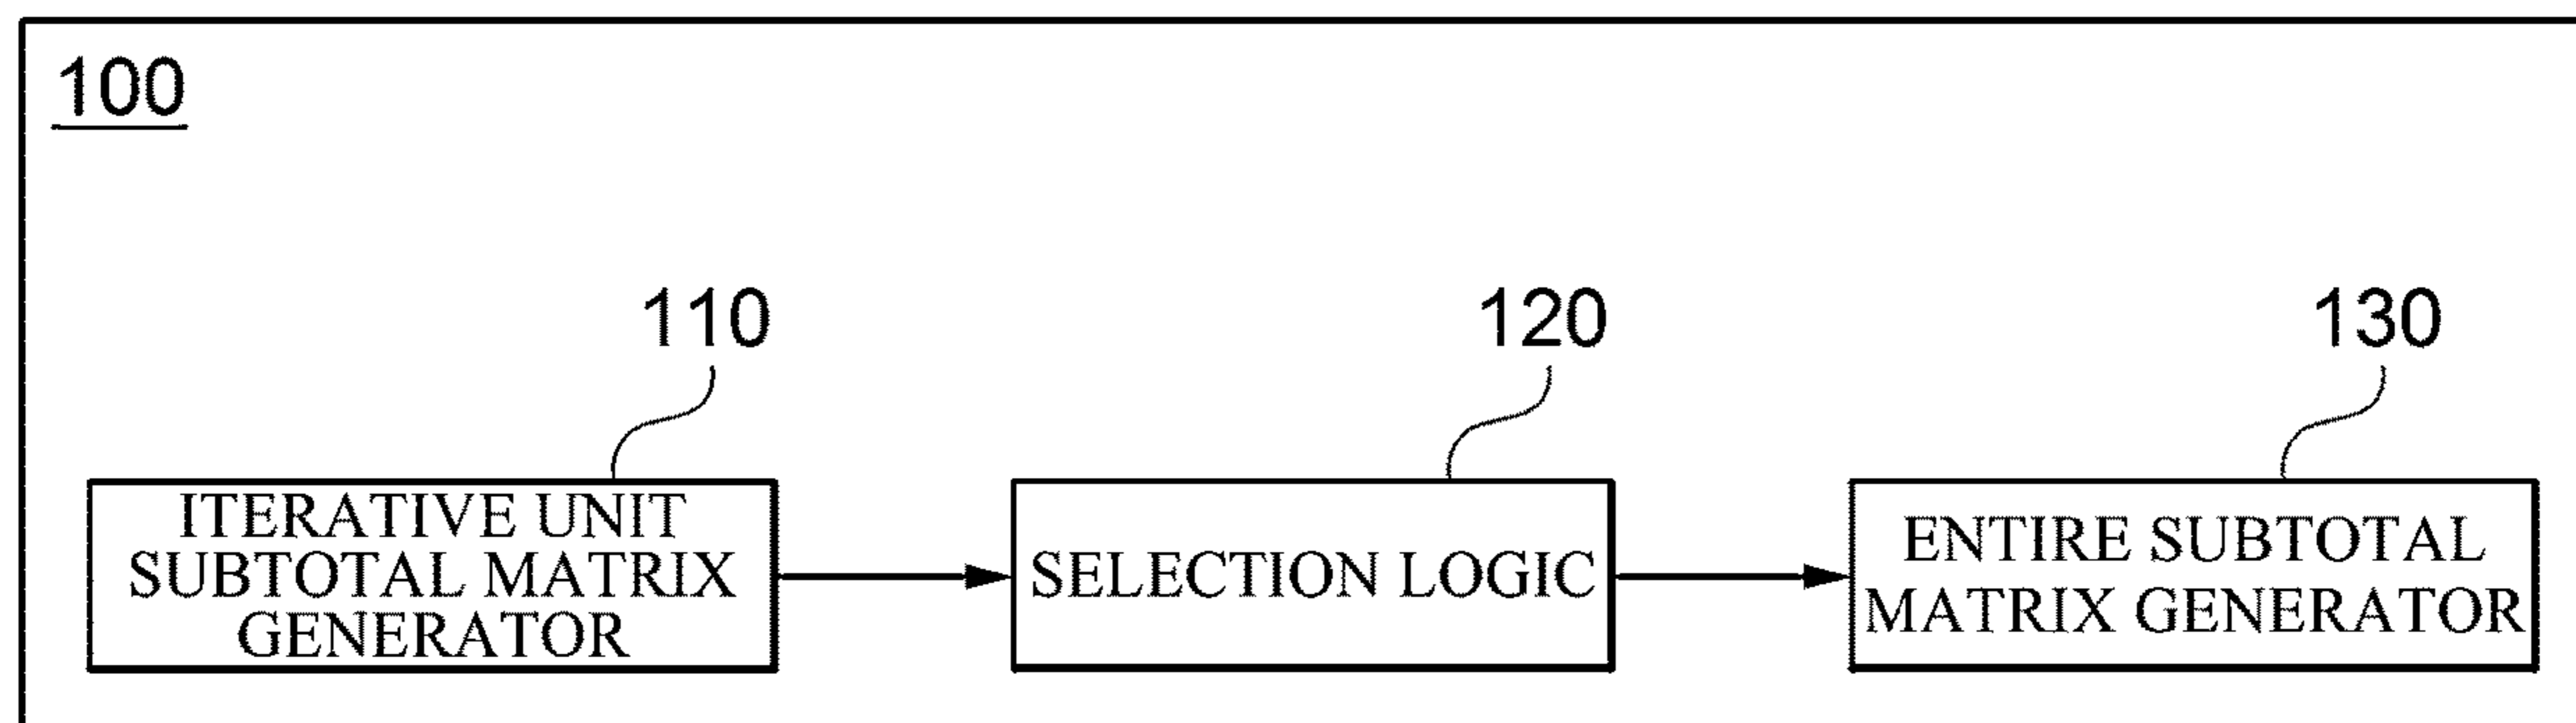 100
110
120
130
ITERATIVE UNIT
SUBTOTAL MATRIX
GENERATOR
SELECTION LOGIC
ENTIRE SUBTOTAL
MATRIX GENERATOR